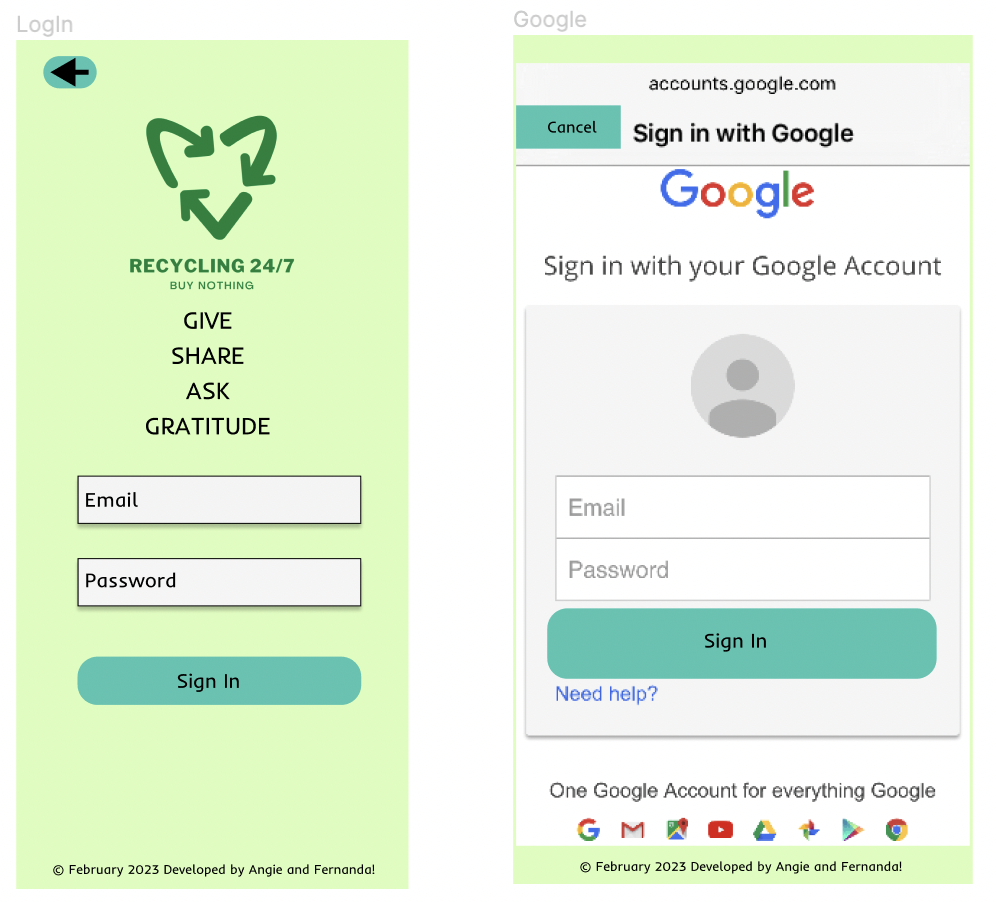 LogIn
RECYCLING 24/7
BUY NOTHING
GIVE
SHARE
ASK
GRATITUDE
Email
Password
Sign In
© February 2023 Developed by Angie and Fernanda!
Google
accounts.google.com
Cancel
Sign in with Google
Google
Sign in with your Google Account
Email
Password
Sign In
Need help?
One Google Account for everything Google
© February 2023 Developed by Angie and Fernanda!